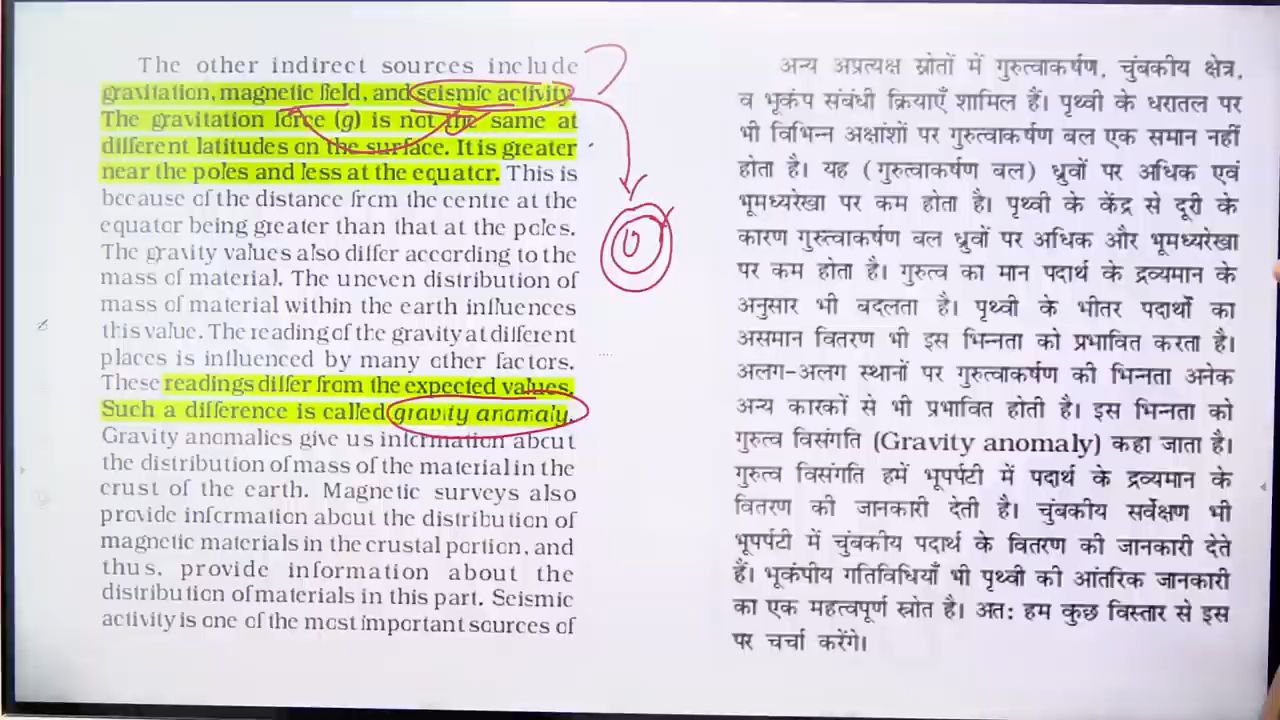 The other indirect sources include
gravitation, magnetic field, and seismic activity
The gravitation force (g) is not the same at
different latitudes on the surface. It is greater
near the poles and less at the equator. This is
because of the distance from the centre at the
equator being greater than that at the poles.
The gravity values also differ according to the
mass of material. The uneven distribution of
mass of material within the earth influences
this value. The reading of the gravity at different
places is influenced by many other factors.
These readings differ from the expected values.
Such a difference is called gravity anomaly.
Gravity anomalies give us information about
the distribution of mass of the material in the
crust of the earth. Magnetic surveys also
provide information about the distribution of
magnetic materials in the crustal portion, and
thus, provide information about the
distribution of materials in this part. Seismic
activity is one of the most important sources of
अन्य अप्रत्यक्ष स्रोतों में गुरुत्वाकर्षण, चुंबकीय क्षेत्र,
व भूकंप संबंधी क्रियाएँ शामिल हैं। पृथ्वी के धरातल पर
भी विभिन्न अक्षांशों पर गुरुत्वाकर्षण बल एक समान नहीं
होता है। यह (गुरुत्वाकर्षण बल) ध्रुवों पर अधिक एवं
भूमध्यरेखा पर कम होता है। पृथ्वी के केंद्र से दूरी के
कारण गुरुत्वाकर्षण बल ध्रुवों पर अधिक और भूमध्यरेखा
पर कम होता है। गुरुत्व का मान पदार्थ के द्रव्यमान के
अनुसार भी बदलता है। पृथ्वी के भीतर पदार्थों का
असमान वितरण भी इस भिन्नता को प्रभावित करता है।
अलग-अलग स्थानों पर गुरुत्वाकर्षण की भिन्नता अनेक
अन्य कारकों से भी प्रभावित होती है। इस भिन्नता को
गुरुत्व विसंगति (Gravity anomaly) कहा जाता है।
गुरुत्व विसंगति हमें भूपर्पटी में पदार्थ के द्रव्यमान के
वितरण की जानकारी देती है। चुंबकीय सर्वेक्षण भी
भूपर्पटी में चुंबकीय पदार्थ के वितरण की जानकारी देते
हैं। भूकंपीय गतिविधियाँ भी पृथ्वी की आंतरिक जानकारी
का एक महत्वपूर्ण स्रोत है। अत: हम कुछ विस्तार से इस
पर चर्चा करेंगे।